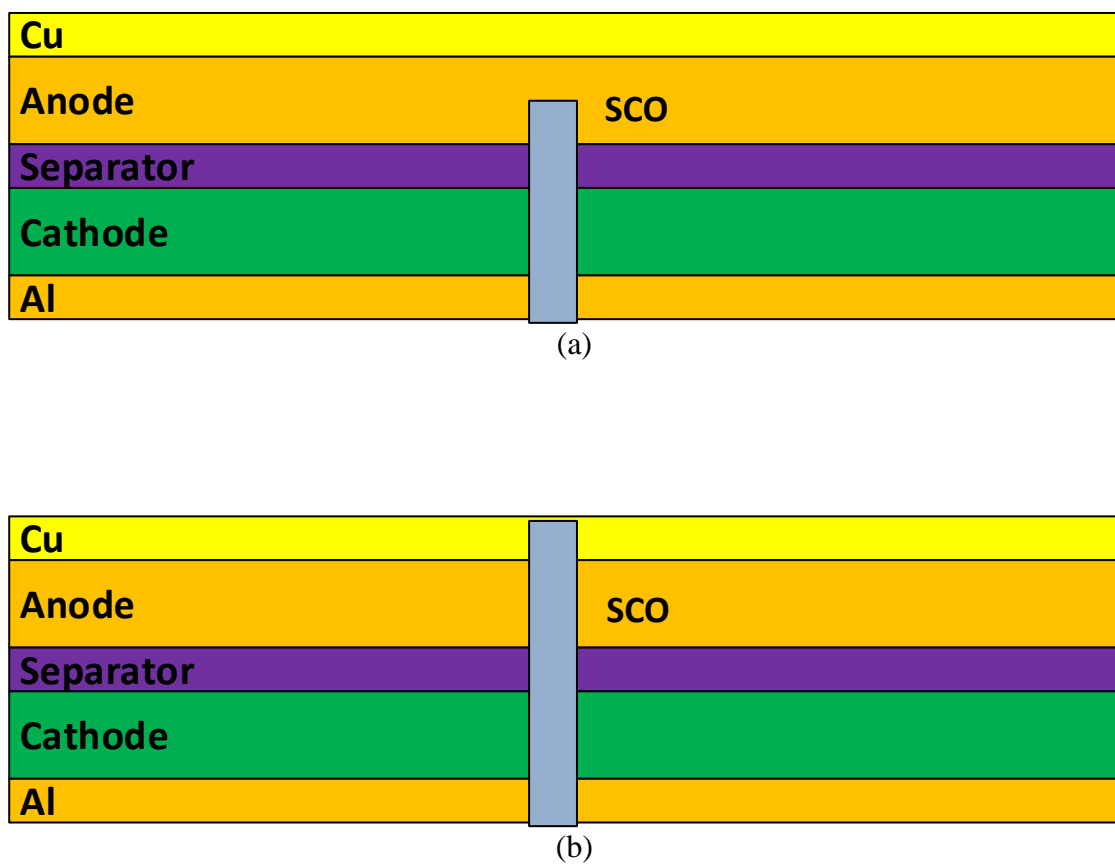 Cu
Anode
SCO
Separator
Cathode
Al
(a)
Cu
Anode
SCO
Separator
Cathode
Al
(b)